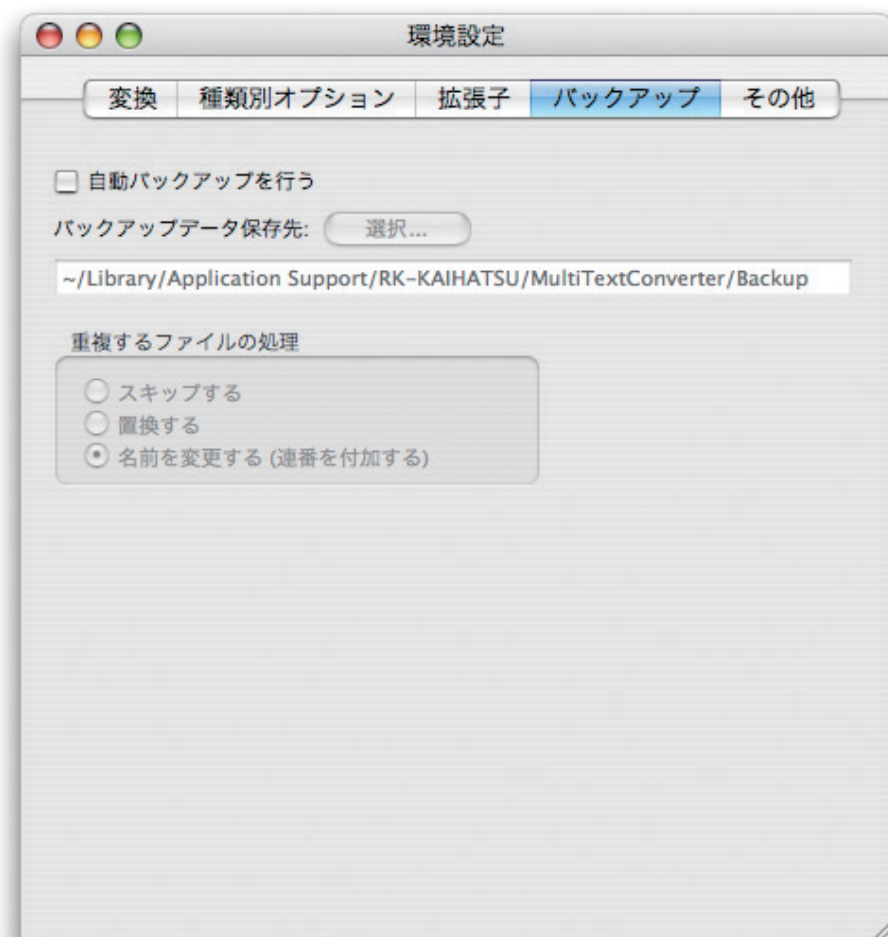 環境設定
変換 種類別オプション 拡張子 バックアップ その他
自動バックアップを行う
バックアップデータ保存先: 選択...
~/Library/Application Support/RK-KAIHATSU/MultiTextConverter/Backup
重複するファイルの処理
スキップする
置換する
名前を変更する (連番を付加する)